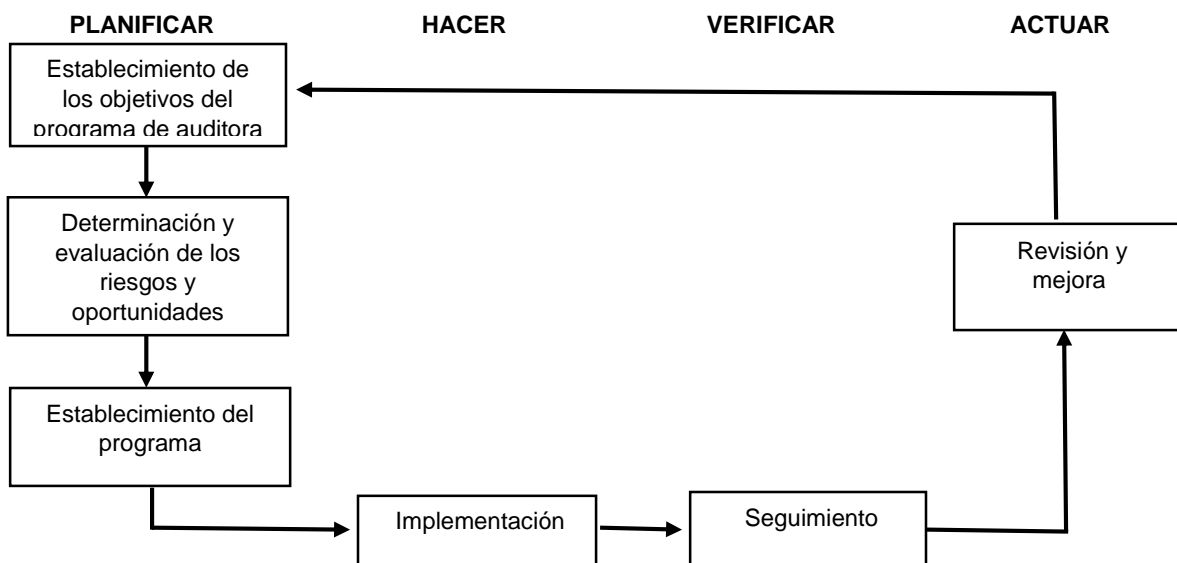 PLANIFICAR
HACER
VERIFICAR
ACTUAR
Establecimiento de
los objetivos del
programa de auditora
Determinación y
evaluación de los
riesgos y
oportunidades
Establecimiento del
programa
Implementación
Seguimiento
Revisión y
mejora